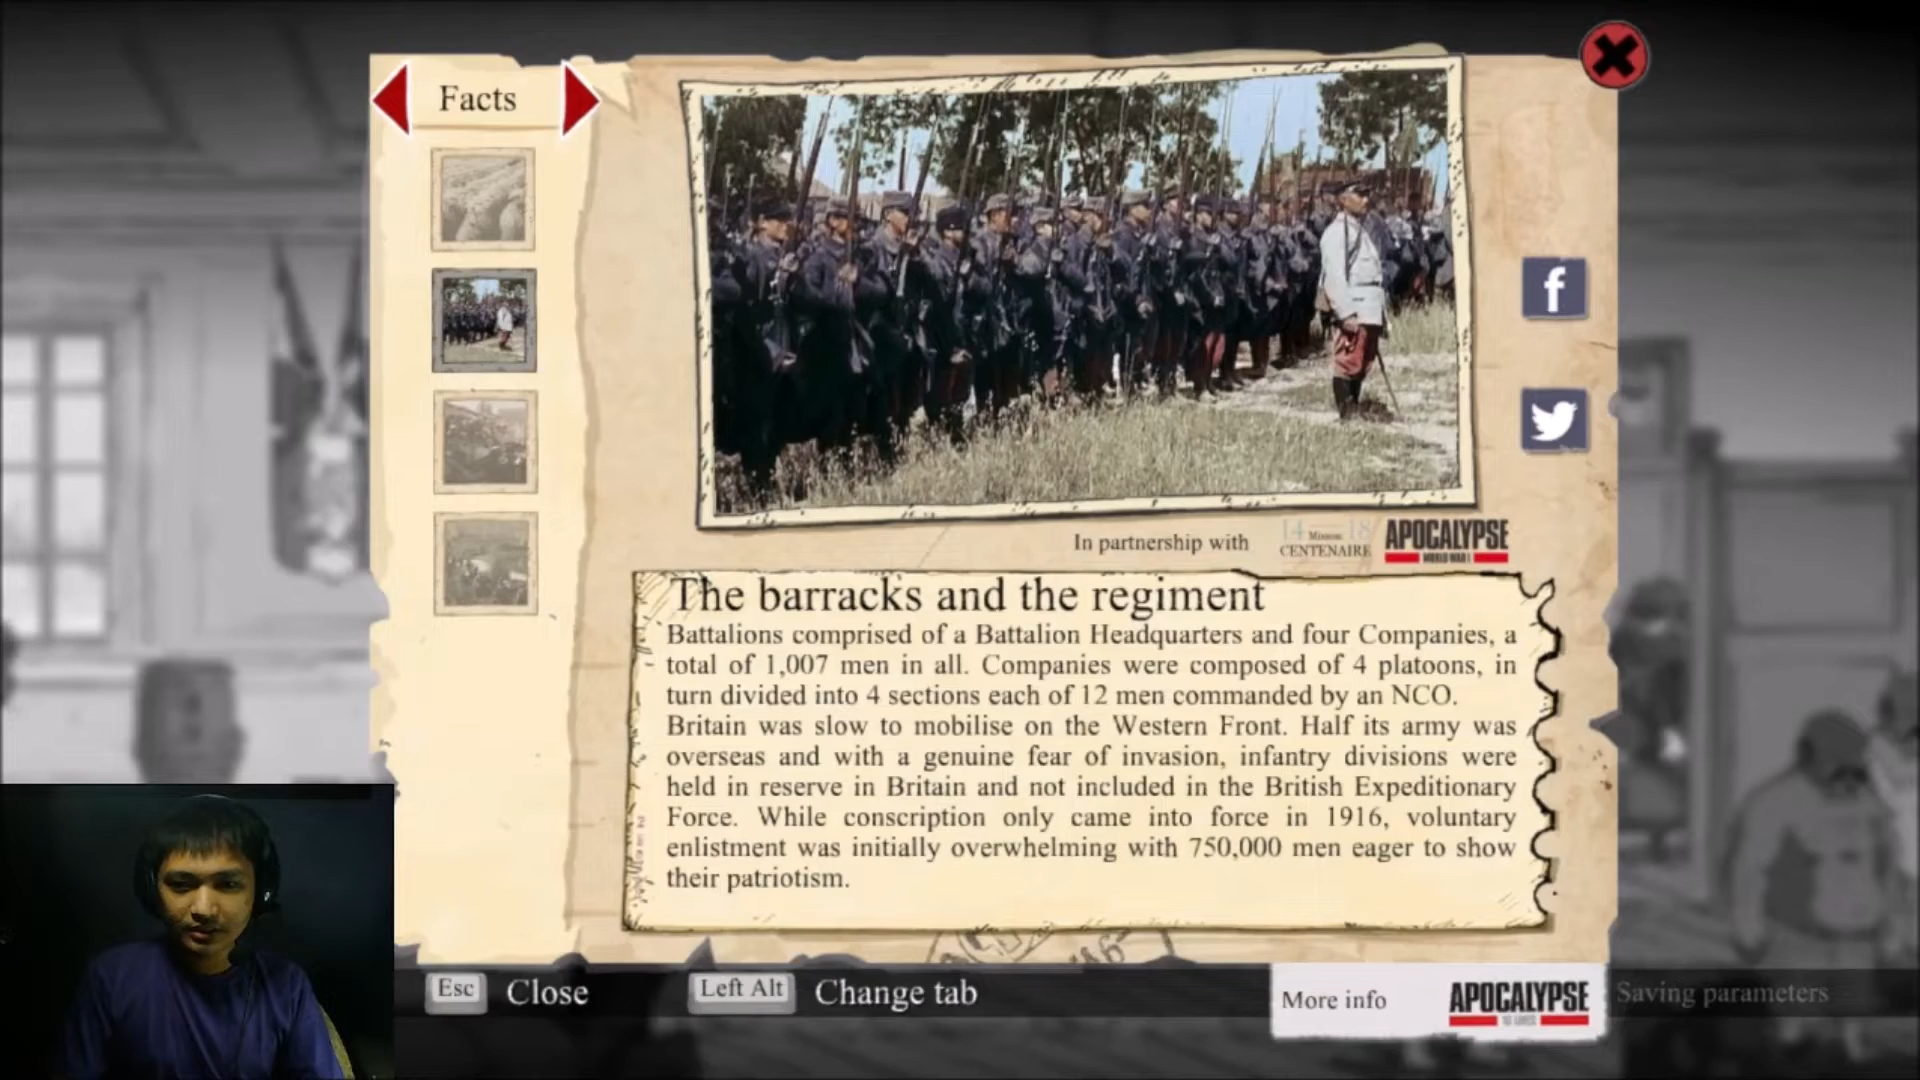 Facts
In partnership with
14 Mission 18
CENTENAIRE
APOCALYPSE
WORLD WAR I
The barracks and the regiment
Battalions comprised of a Battalion Headquarters and four Companies, a
total of 1,007 men in all. Companies were composed of 4 platoons, in
turn divided into 4 sections each of 12 men commanded by an NCO.
Britain was slow to mobilise on the Western Front. Half its army was
overseas and with a genuine fear of invasion, infantry divisions were
held in reserve in Britain and not included in the British Expeditionary
Force. While conscription only came into force in 1916, voluntary
enlistment was initially overwhelming with 750,000 men eager to show
their patriotism.
Esc Close
Left Alt Change tab
More info
APOCALYPSE
Saving parameters